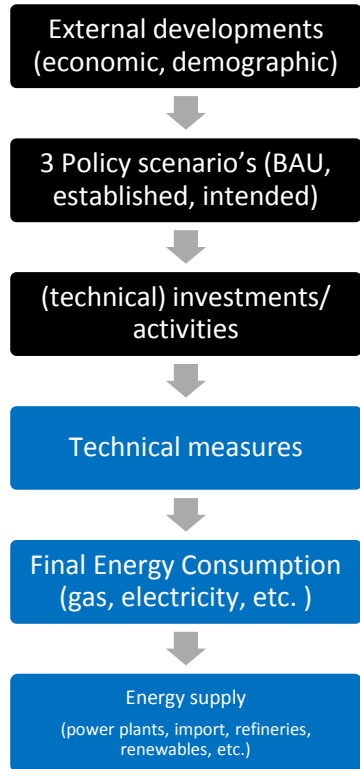 External developments
(economic, demographic)
3 Policy scenario’s (BAU,
established, intended)
(technical) investments/
activities
Technical measures
Final Energy Consumption
(gas, electricity, etc. )
Energy supply
(power plants, import, refineries,
renewables, etc.)